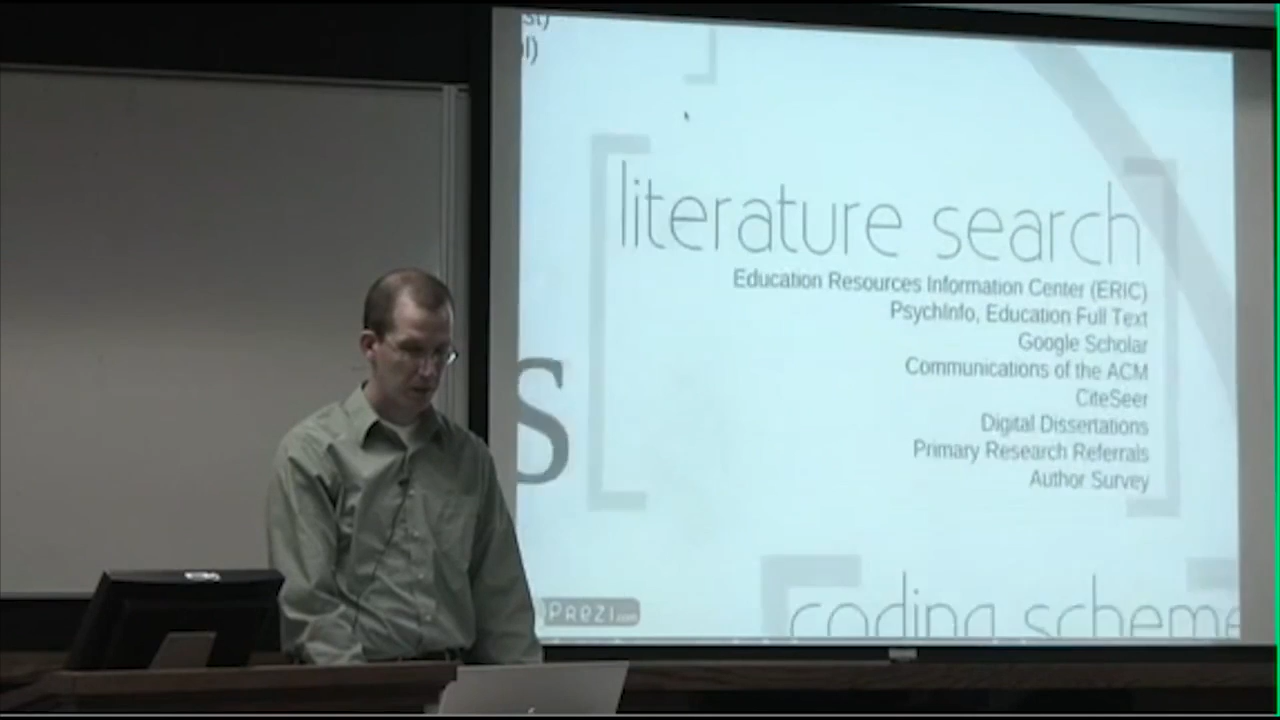 l)
literature search
Education Resources Information Center (ERIC)
PsychInfo, Education Full Text
Google Scholar
Communications of the ACM
CiteSeer
Digital Dissertations
Primary Research Referrals
Author Survey
S
Prezi.com
coding scheme